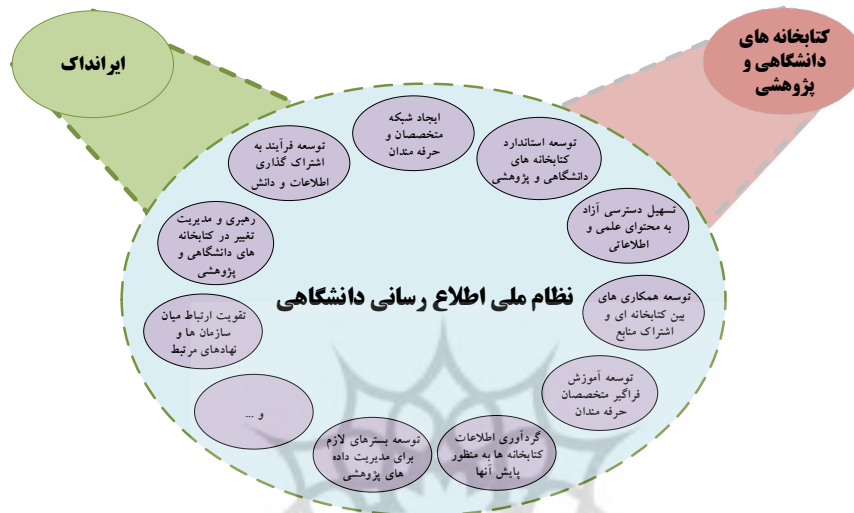 کتابخانه های
دانشگاهی و
پژوهشی
ایرانداک
ایجاد شبکه
متخصصان و
حرفه مندان
توسعه استاندارد
کتابخانه های
دانشگاهی و پژوهشی
تسهیل دسترسی آزاد
به محتوای علمی و
اطلاعاتی
توسعه همکاری های
بین کتابخانه ای و
اشتراک منابع
توسعه آموزش
فراگیر متخصصان
حرفه مندان
گردآوری اطلاعات
کتابخانه ها به منظور
پایش آنها
توسعه بسترهای لازم
برای مدیریت داده
های پژوهشی
و ...
تقویت ارتباط میان
سازمان ها و
نهادهای مرتبط
رهبری و مدیریت
تغییر در کتابخانه
های دانشگاهی و
پژوهشی
توسعه فرآیند به
اشتراک گذاری
اطلاعات و دانش
نظام ملی اطلاع رسانی دانشگاهی